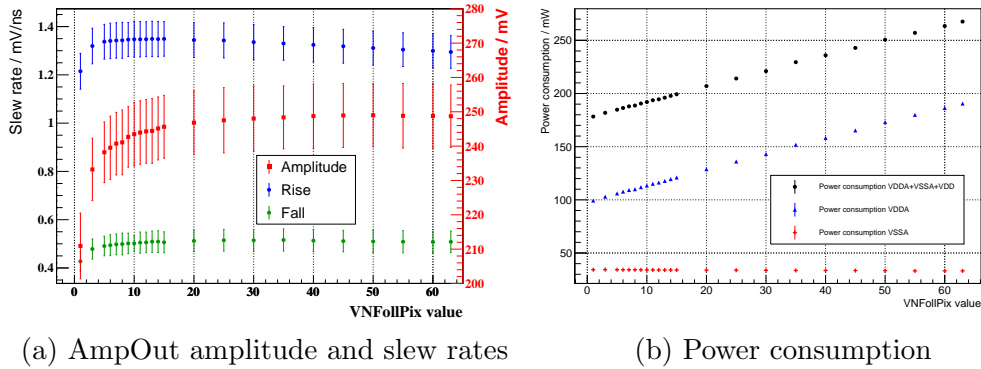 Slew rate / mV/ns
1.4
1.2
1
0.8
0.6
0.4
280
270
260
250
240
230
220
210
200
Amplitude / mV
Amplitude
Rise
Fall
0 10 20 30 40 50 60
VNFollPix value
(a) AmpOut amplitude and slew rates
Power consumption / mW
250
200
150
100
50
Power consumption VDDA+VSSA+VDD
Power consumption VDDA
Power consumption VSSA
0 10 20 30 40 50 60
VNFollPix value
(b) Power consumption